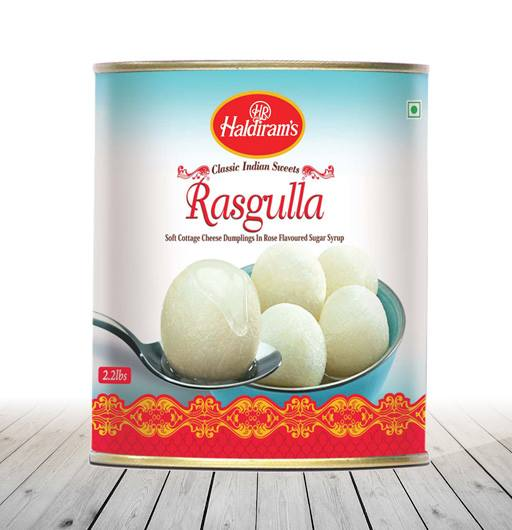 HR
Haldiram's
Classic Indian Sweets
Rasgulla
Soft Cottage Cheese Dumplings In Rose Flavoured Sugar Syrup
2.2lbs